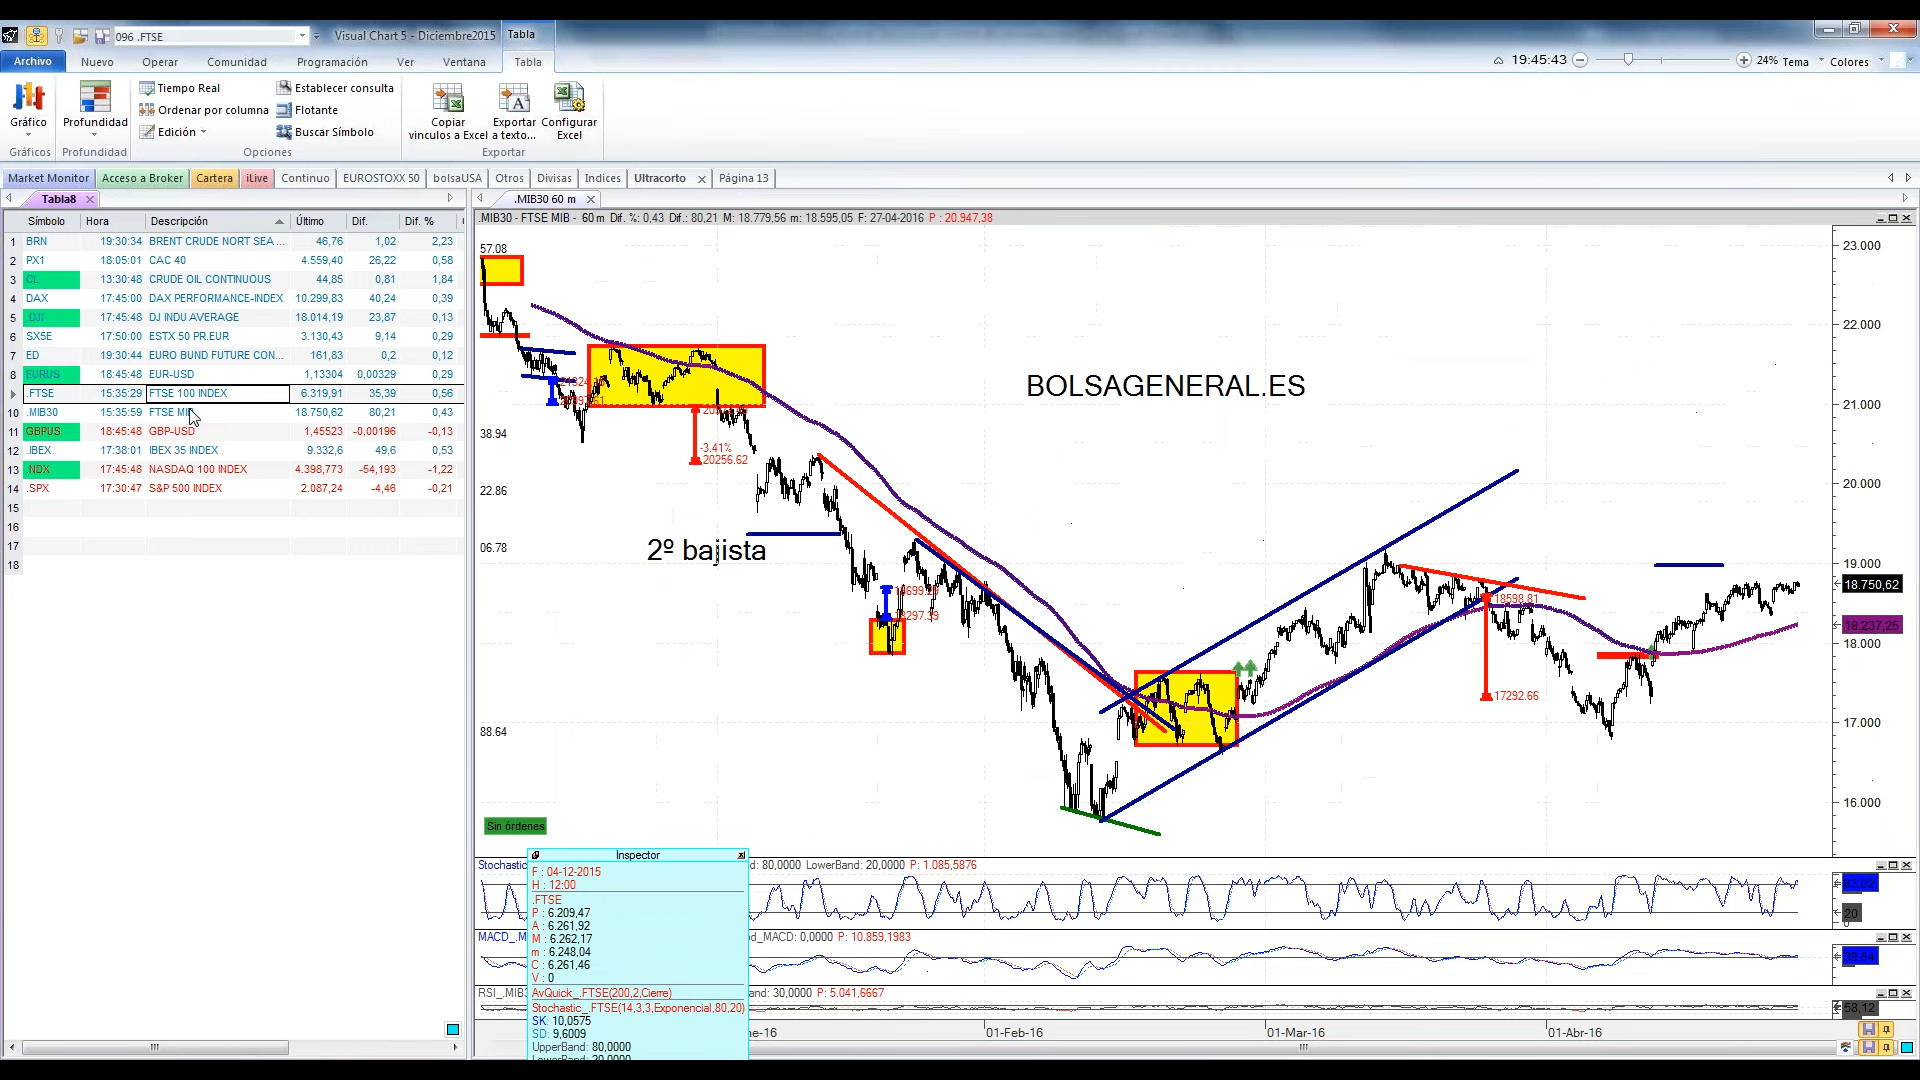 096 .FTSE
Visual Chart 5 - Diciembre2015
Tabla
Archivo Nuevo Operar Comunidad Programación Ver Ventana Tabla
19:45:43 24% Tema Colores
Gráfico
Gráficos
Profundidad
Profundidad
Tiempo Real
Ordenar por columna
Edición
Establecer consulta
Flotante
Buscar Símbolo
Opciones
Copiar vinculos a Excel
Exportar a texto...
Configurar Excel
Exportar
Market Monitor Acceso a Broker Cartera iLive Continuo EUROSTOXX 50 bolsaUSA Otros Divisas Indices Ultracorto Página 13
Tabla8
Símbolo Hora Descripción Último Dif. Dif. %
1 BRN 19:30:34 BRENT CRUDE NORT SEA ... 46,76 1,02 2,23
2 PX1 18:05:01 CAC 40 4.559,40 26,22 0,58
3 CL 13:30:48 CRUDE OIL CONTINUOUS 44,85 0,81 1,84
4 DAX 17:45:00 DAX PERFORMANCE-INDEX 10.299,83 40,24 0,39
5 .DJI 17:45:48 DJ INDU AVERAGE 18.014,19 23,87 0,13
6 SX5E 17:50:00 ESTX 50 PR.EUR 3.130,43 9,14 0,29
7 ED 19:30:44 EURO BUND FUTURE CON... 161,83 0,2 0,12
8 EURUS 18:45:48 EUR-USD 1,13304 0,00329 0,29
.FTSE 15:35:29 FTSE 100 INDEX 6.319,91 35,39 0,56
10 .MIB30 15:35:59 FTSE MIB 18.750,62 80,21 0,43
11 GBPUS 18:45:48 GBP-USD 1,45523 -0,00196 -0,13
12 .IBEX 17:38:01 IBEX 35 INDEX 9.332,6 49,6 0,53
13 .NDX 17:45:48 NASDAQ 100 INDEX 4.398,773 -54,193 -1,22
14 .SPX 17:30:47 S&P 500 INDEX 2.087,24 -4,46 -0,21
15
16
17
18
.MIB30 60 m
.MIB30 - FTSE MIB - 60 m Dif. %: 0,43 Dif.: 80,21 M: 18.779,56 m: 18.595,05 F: 27-04-2016 P : 20.947,38
57.08
38.94
22.86
06.78
88.64
BOLSAGENERAL.ES
2º bajista
-3.41%
20256.62
18598.81
17292.66
23.000
22.000
21.000
20.000
19.000
18.750,62
18.237,25
18.000
17.000
16.000
Sin órdenes
Inspector
F : 04-12-2015
H : 12:00
.FTSE
P : 6.209,47
A : 6.261,92
M : 6.262,17
m : 6.248,04
C : 6.261,46
V : 0
AvQuick_.FTSE(200,2,Cierre)
Stochastic_.FTSE(14,3,3,Exponencial,80,20)
SK: 10,0575
SD: 9,6009
UpperBand: 80,0000
LowerBand: 20,0000
Stochastic d: 80,0000 LowerBand: 20,0000 P: 1.085,5876
20
0
MACD_.M d_MACD: 0,0000 P: 10.859,1983
RSI_.MIB3 and: 30,0000 P: 5.041,6667
58,12
ne-16 01-Feb-16 01-Mar-16 01-Abr-16